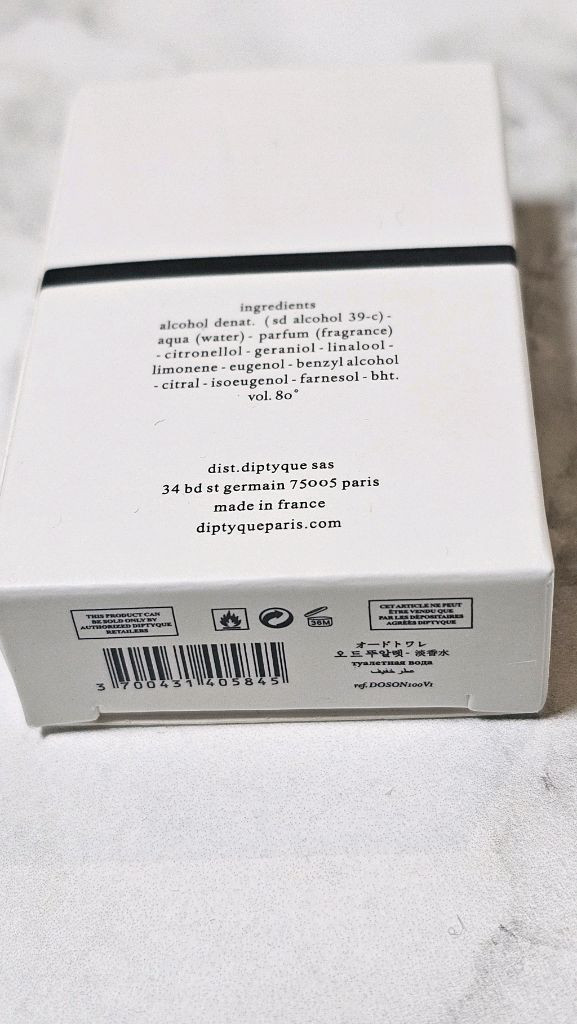 ingredients
alcohol denat. (sd alcohol 39-c) -
aqua (water) - parfum (fragrance)
- citronellol - geraniol - linalool -
limonene - eugenol - benzyl alcohol
- citral - isoeugenol - farnesol - bht.
vol. 80°
dist.diptyque sas
34 bd st germain 75005 paris
made in france
diptyqueparis.com
THIS PRODUCT CAN
BE SOLD ONLY BY
AUTHORIZED DIPTYQUE
RETAILERS
36M
CET ARTICLE NE PEUT
ÊTRE VENDU QUE
PAR LES DÉPOSITAIRES
AGRÉÉS DIPTYQUE
3 700431 405845
オードトワレ
오 드 뚜알렛 - 淡香水
туалетная вода
عطر خفيف
ref. DOSON100V1